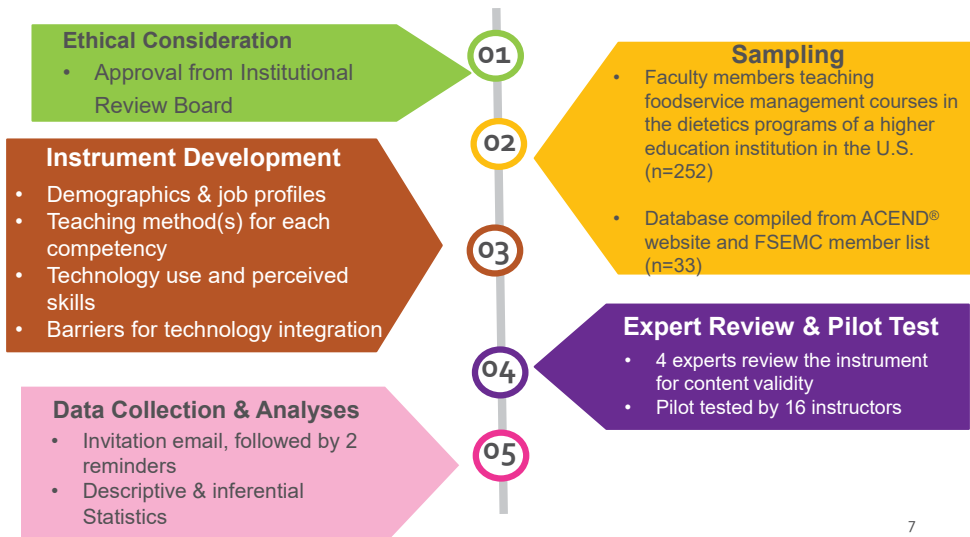 01
Ethical Consideration
• Approval from Institutional
Review Board
02
Sampling
• Faculty members teaching
foodservice management courses in
the dietetics programs of a higher
education institution in the U.S.
(n=252)
• Database compiled from ACEND®
website and FSEMC member list
(n=33)
03
Instrument Development
• Demographics & job profiles
• Teaching method(s) for each
competency
• Technology use and perceived
skills
• Barriers for technology integration
04
Expert Review & Pilot Test
• 4 experts review the instrument
for content validity
• Pilot tested by 16 instructors
05
Data Collection & Analyses
• Invitation email, followed by 2
reminders
• Descriptive & inferential
Statistics
7